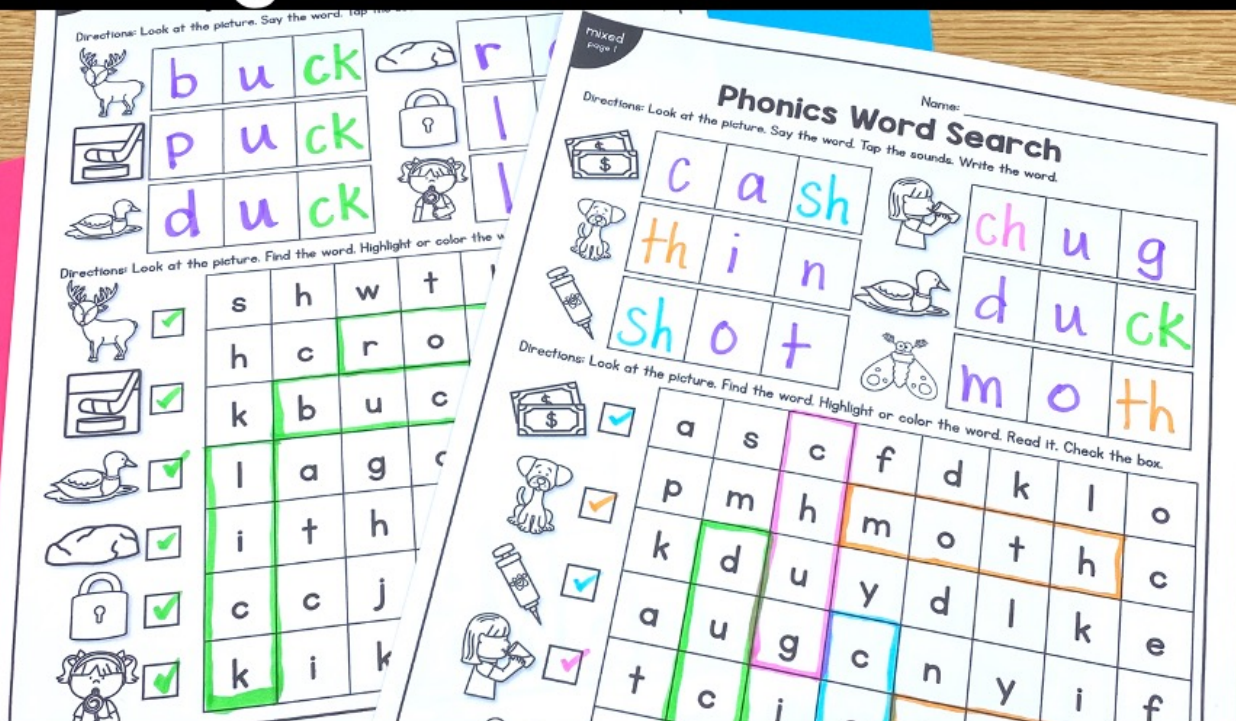 Directions: Look at the picture. Say the word. Tap
b u ck r
p u ck l
d u ck l
Directions: Look at the picture. Find the word. Highlight or color the w
s h w t
h c r o
k b u c
l a g
i t h
c c j
k i k
mixed
page 1
Name:
Phonics Word Search
Directions: Look at the picture. Say the word. Tap the sounds. Write the word.
$
c a sh ch u g
th i n d u ck
sh o t m o th
Directions: Look at the picture. Find the word. Highlight or color the word. Read it. Check the box.
$
a s c f d k l o
p m h m o t h c
k d u y d l k e
a u g c n y i f
t c j